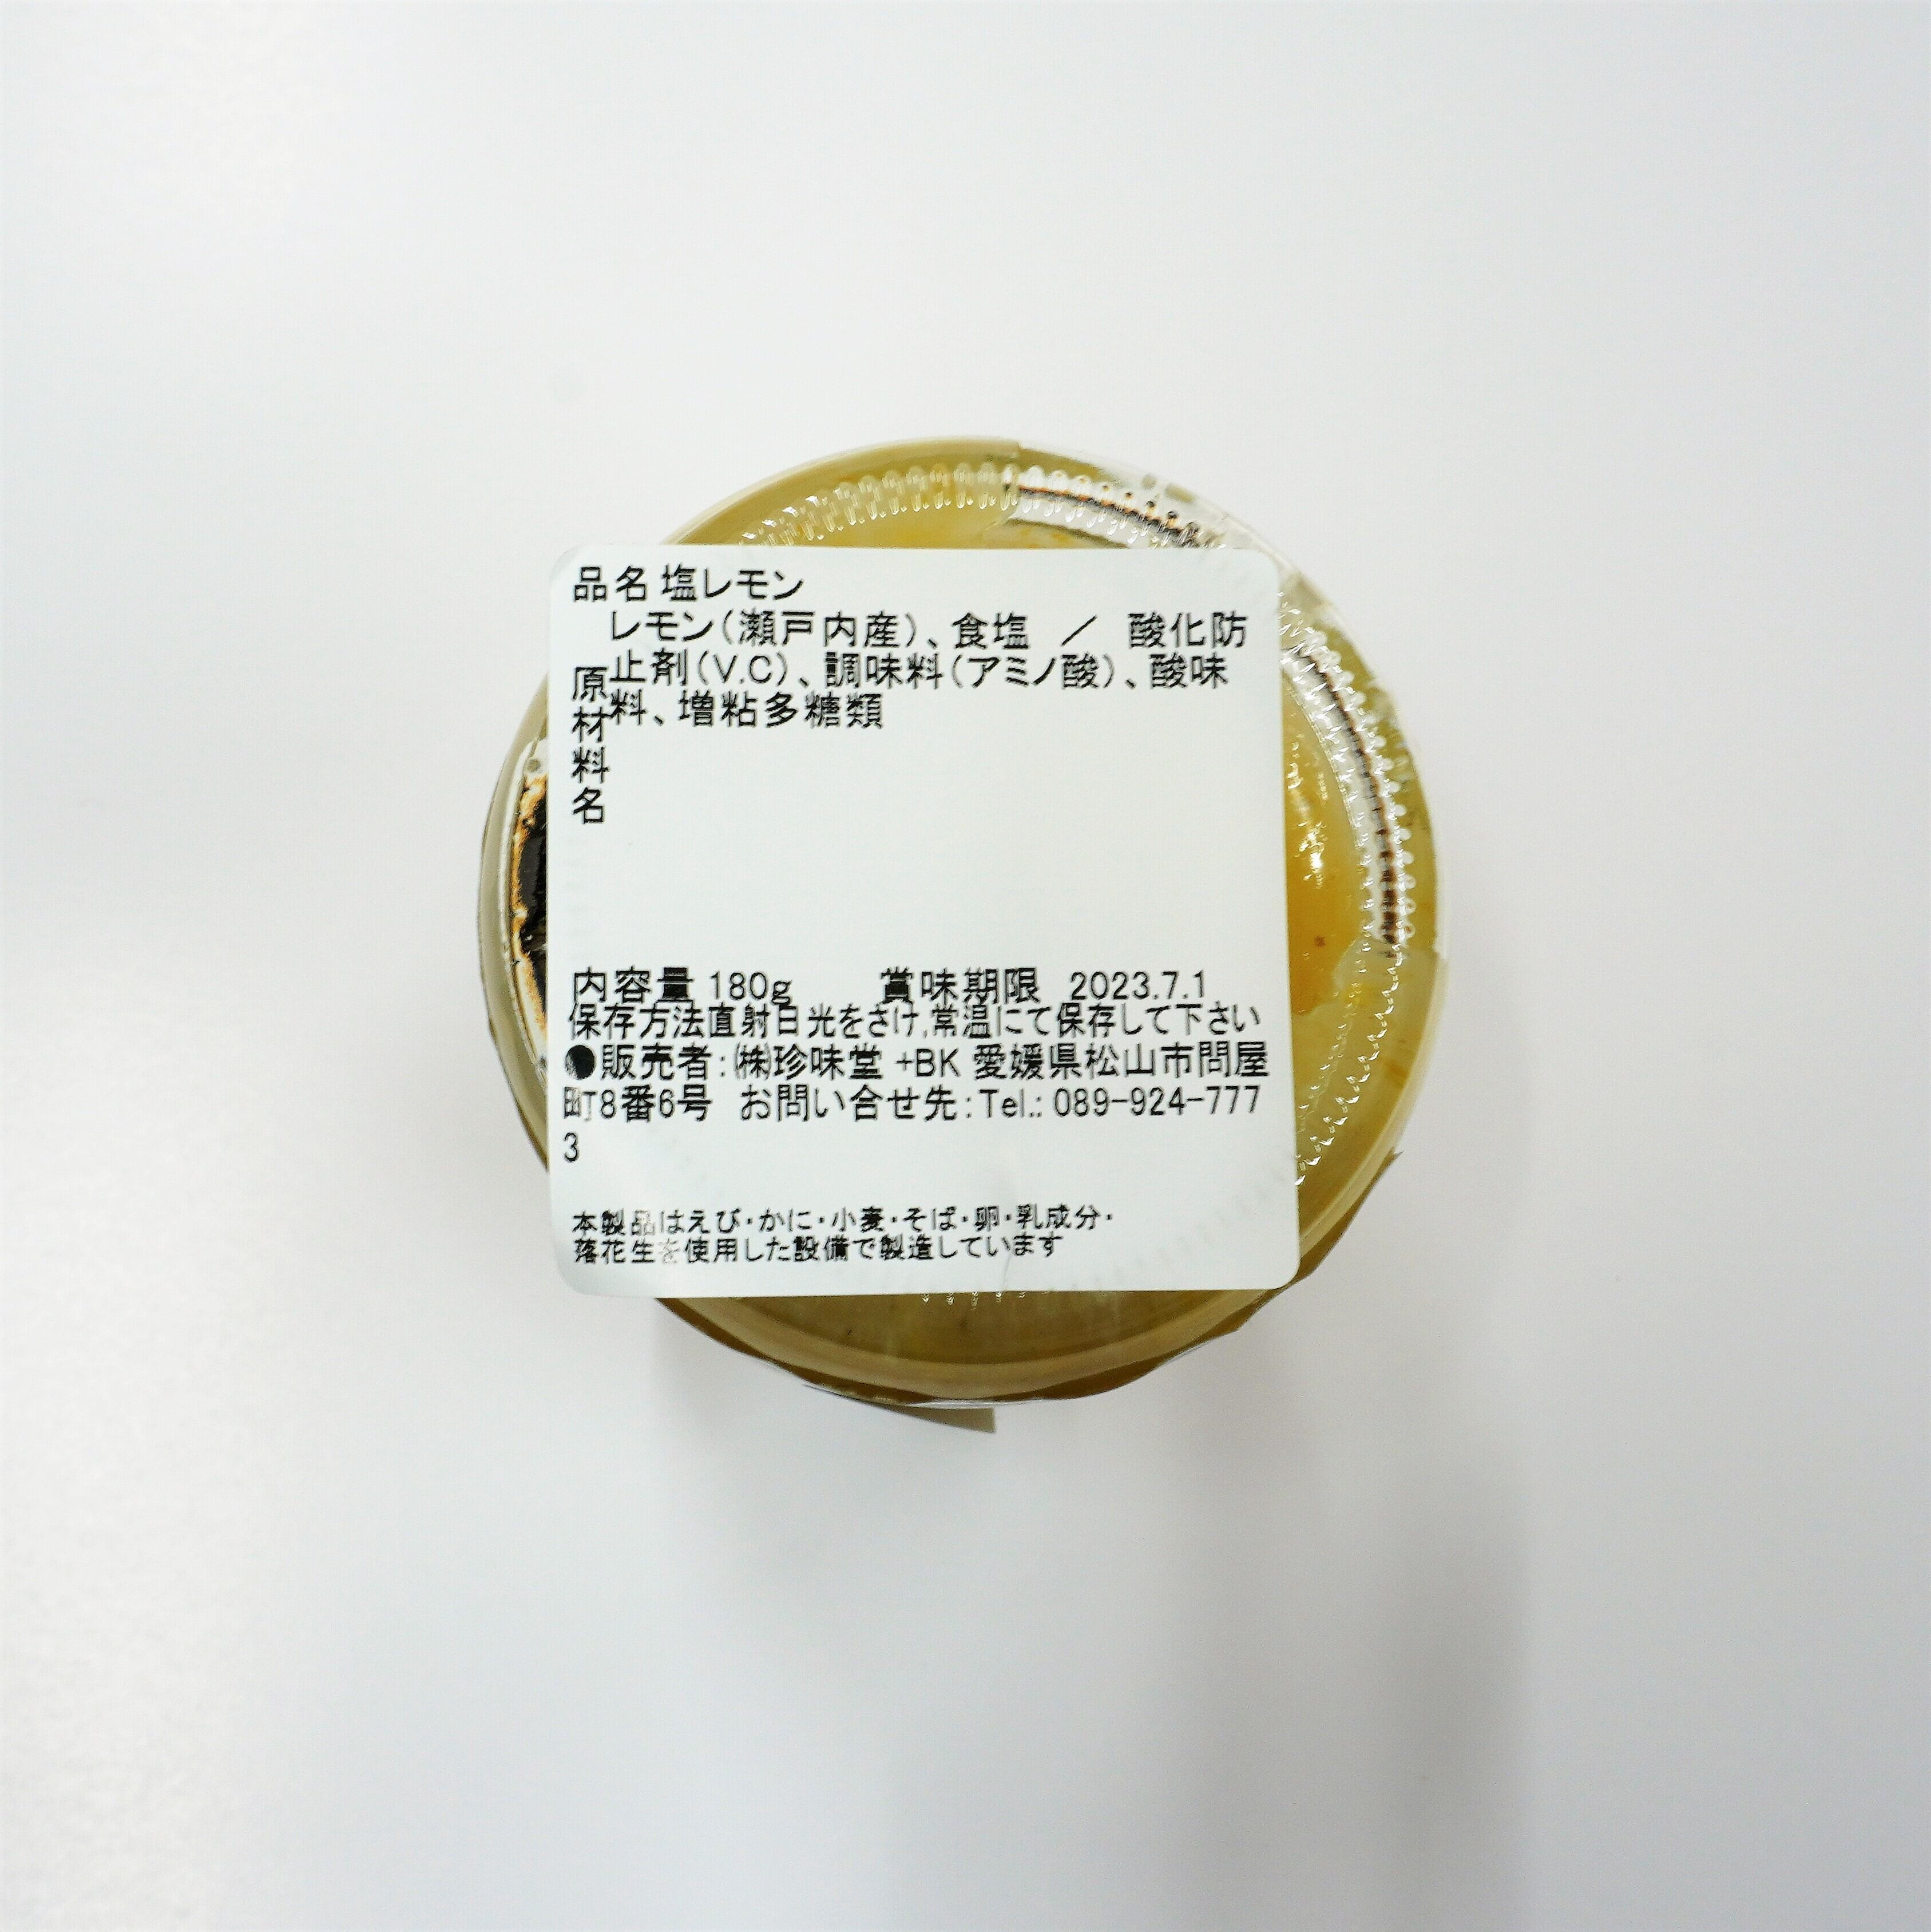 品名 塩レモン
原材料名
レモン（瀬戸内産）、食塩 ／ 酸化防
止剤（V.C）、調味料（アミノ酸）、酸味
料、増粘多糖類
内容量 180g 賞味期限 2023.7.1
保存方法直射日光をさけ,常温にて保存して下さい
●販売者:㈱珍味堂 +BK 愛媛県松山市問屋
町8番6号 お問い合せ先:Tel.: 089-924-777
3
本製品はえび・かに・小麦・そば・卵・乳成分・
落花生を使用した設備で製造しています